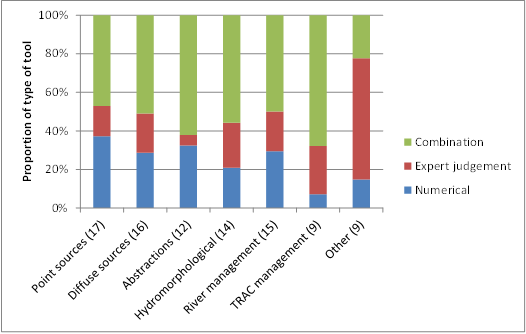 100%
80%
60%
40%
20%
0%
Proportion of type of tool
Point sources (17)
Diffuse sources (16)
Abstractions (12)
Hydromorphological (14)
River management (15)
TRAC management (9)
Other (9)
Combination
Expert judgement
Numerical